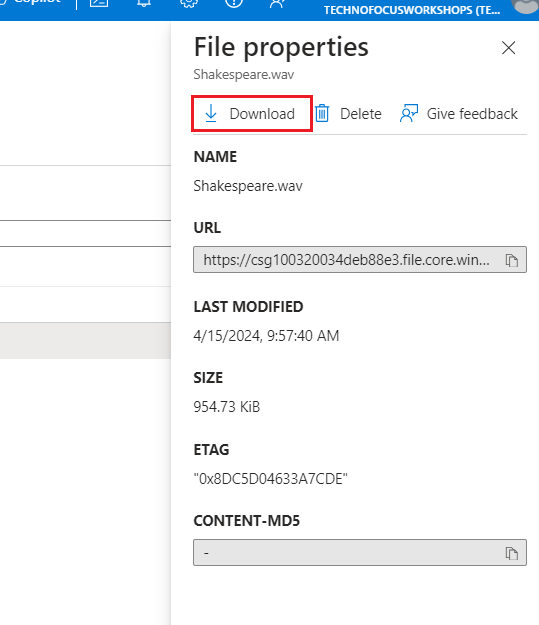 Copilot
TECHNOFOCUSWORKSHOPS (TE...
File properties
Shakespeare.wav
Download
Delete
Give feedback
NAME
Shakespeare.wav
URL
https://csg100320034deb88e3.file.core.win...
LAST MODIFIED
4/15/2024, 9:57:40 AM
SIZE
954.73 KiB
ETAG
"0x8DC5D04633A7CDE"
CONTENT-MD5
-